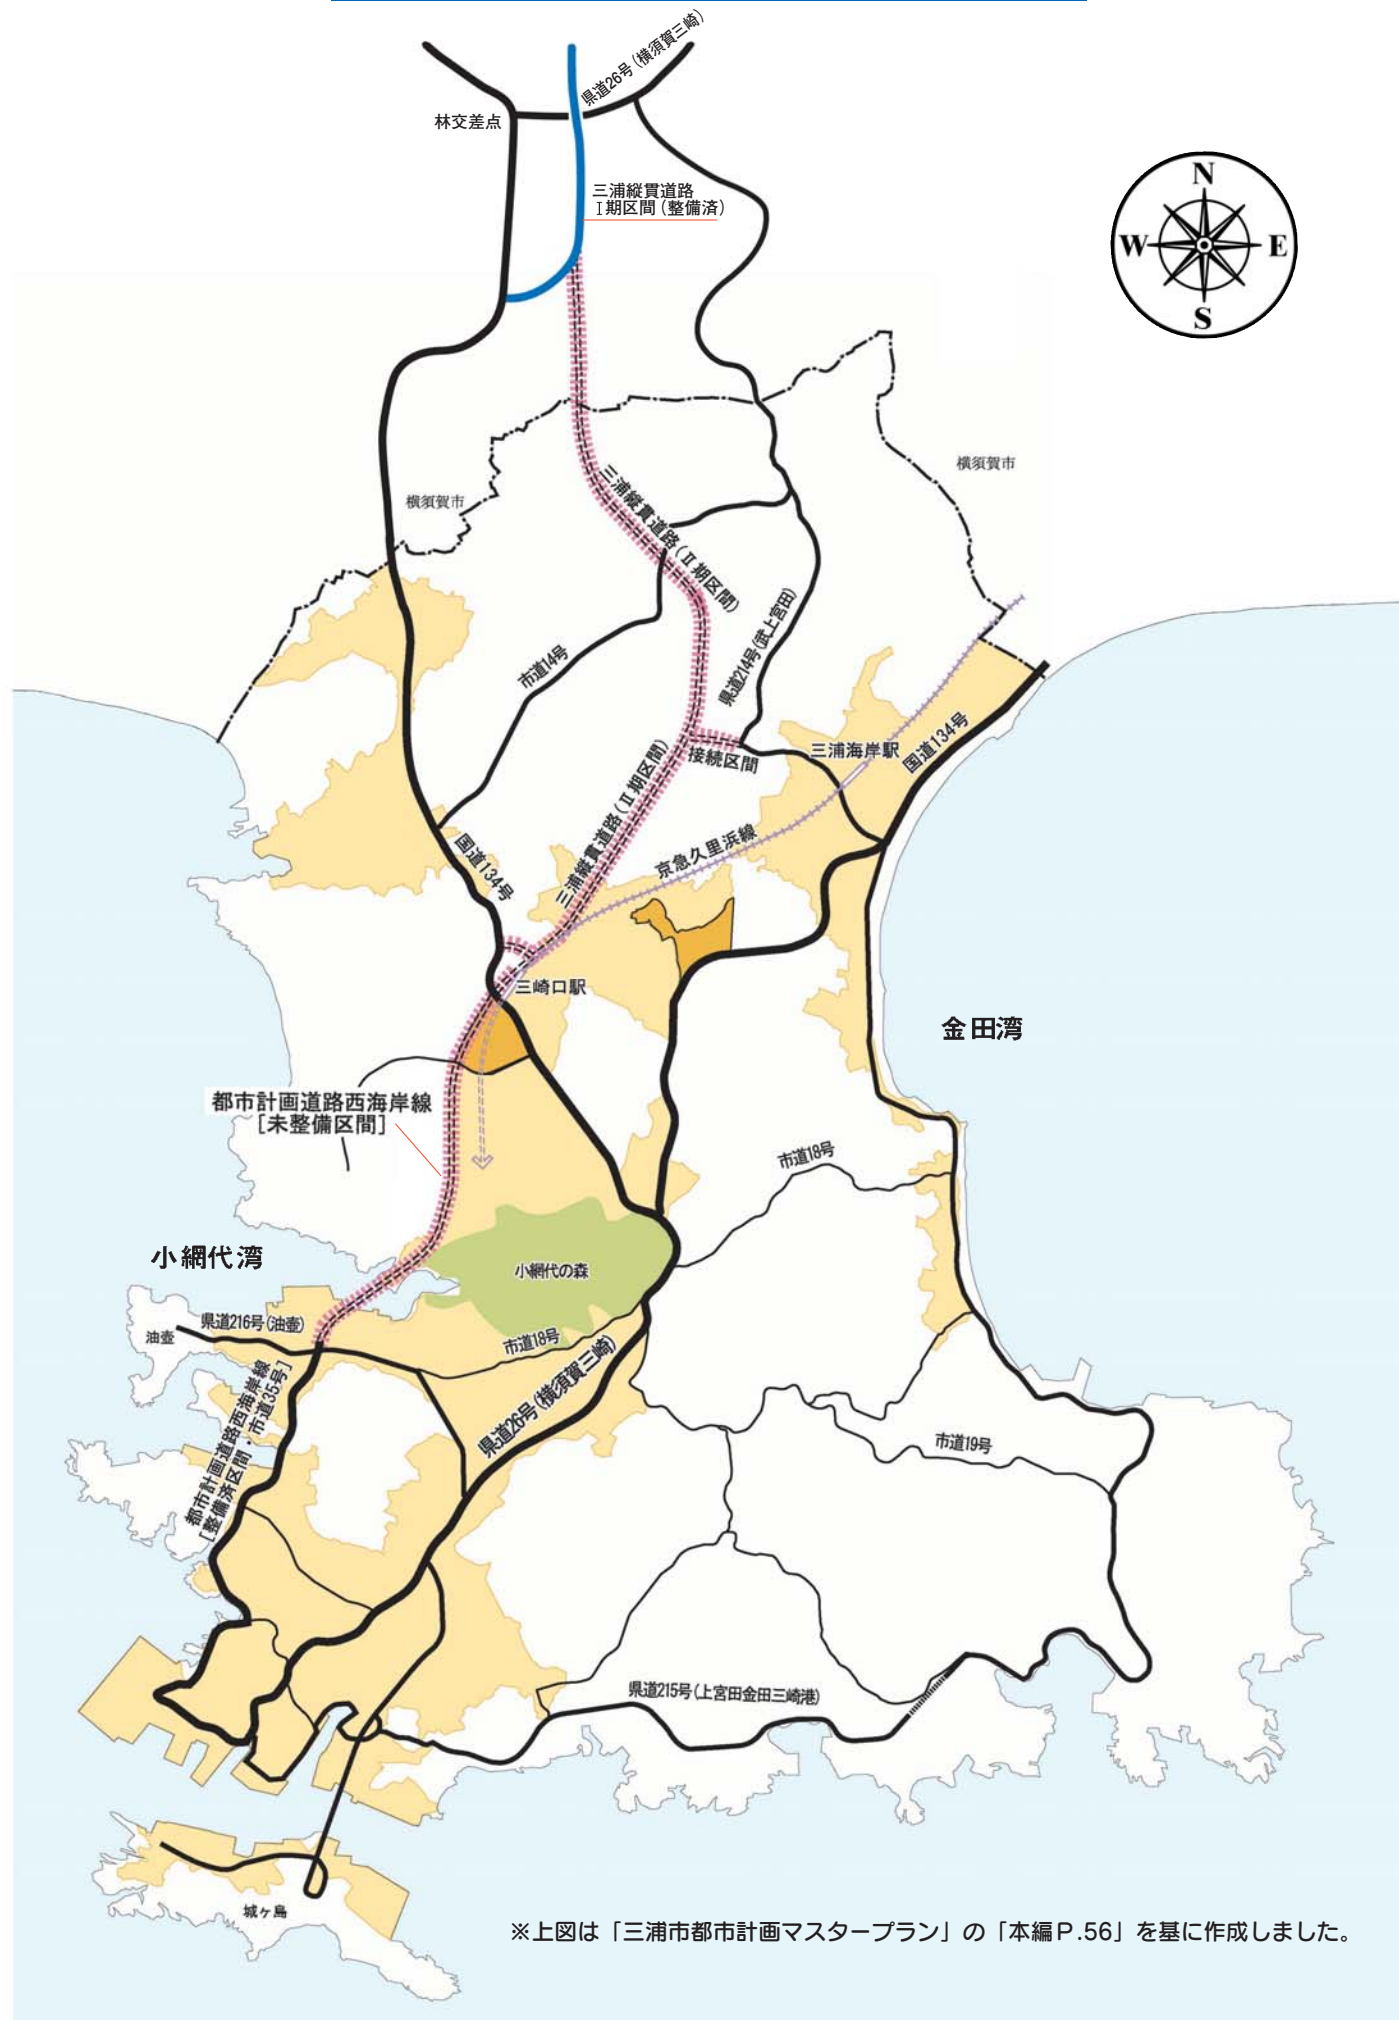 県道26号(横須賀三崎)
林交差点
三浦縦貫道路
Ⅰ期区間(整備済)
N
W
E
S
横須賀市
横須賀市
三浦縦貫道路(Ⅱ期区間)
県道214号(武上宮田)
市道14号
三浦海岸駅
国道134号
接続区間
三浦縦貫道路(Ⅱ期区間)
国道134号
京急久里浜線
三崎口駅
金田湾
都市計画道路西海岸線
[未整備区間]
市道18号
小網代湾
小網代の森
県道216号(油壷)
油壷
市道18号
都市計画道路西海岸線
[整備済区間・市道35号]
県道26号(横須賀三崎)
市道19号
県道215号(上宮田金田三崎港)
城ヶ島
※上図は「三浦市都市計画マスタープラン」の「本編P.56」を基に作成しました。